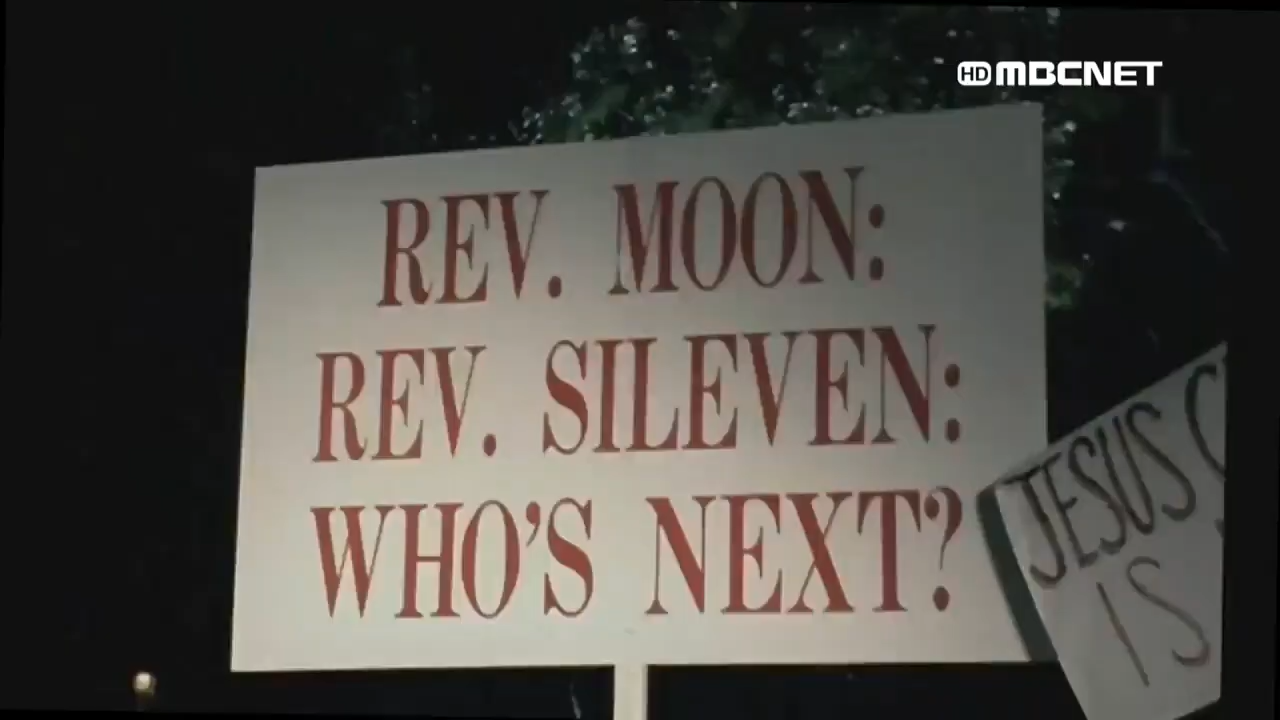 HD MBCNET
REV. MOON:
REV. SILEVEN:
WHO'S NEXT?
JESUS C
IS